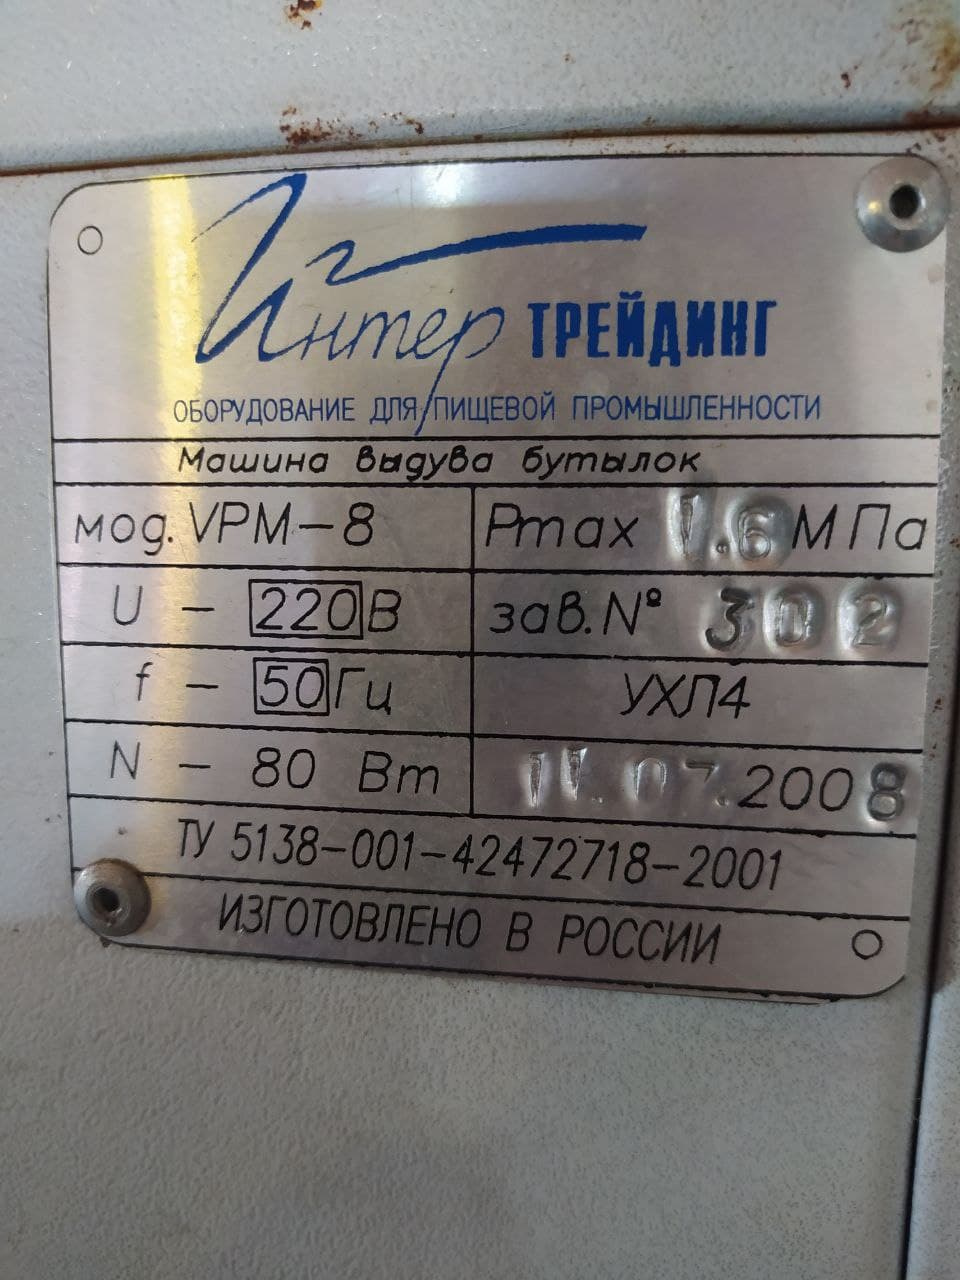 Интер ТРЕЙДИНГ
ОБОРУДОВАНИЕ ДЛЯ ПИЩЕВОЙ ПРОМЫШЛЕННОСТИ
Машина выдува бутылок
мод. VPM-8
Pmax 1.6 МПа
U - 220 В
зав. № 302
f - 50 Гц
УХЛ4
N - 80 Вт
11.07.2008
ТУ 5138-001-42472718-2001
ИЗГОТОВЛЕНО В РОССИИ